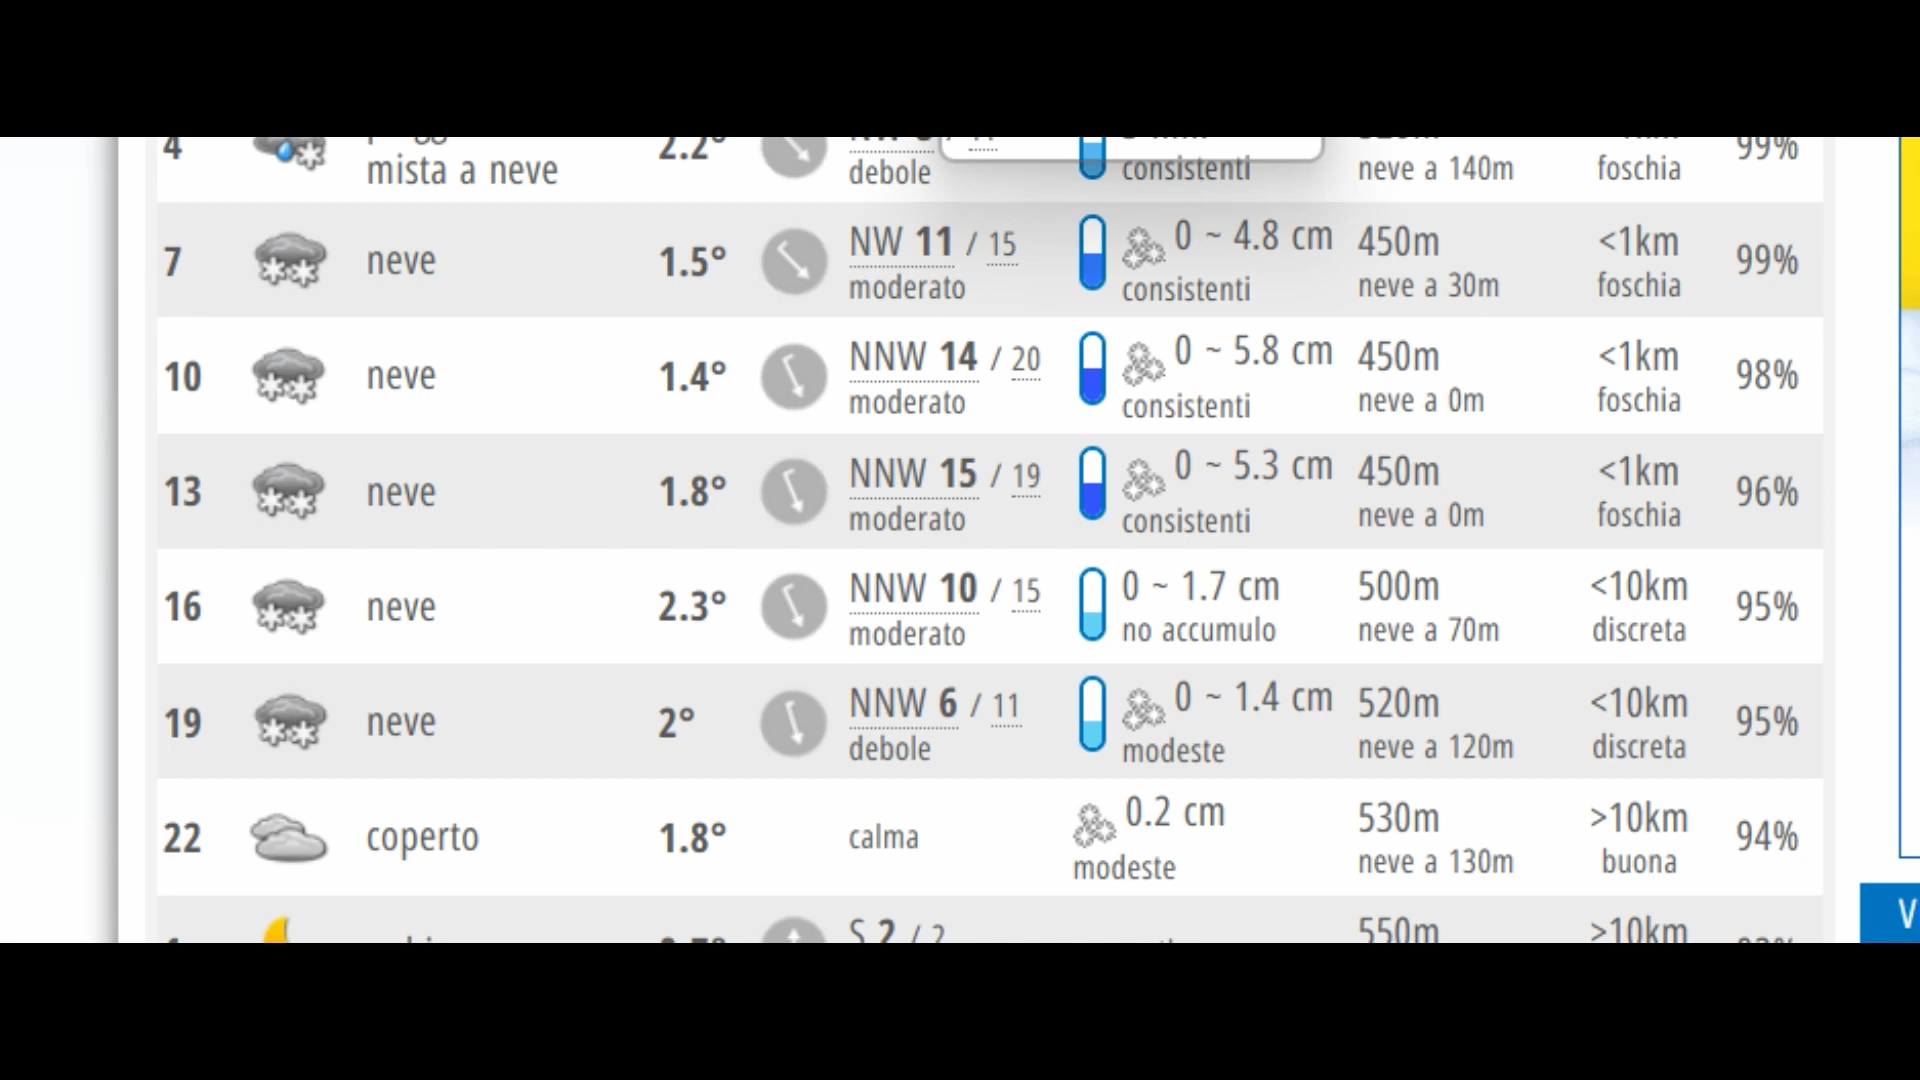 4 mista a neve 2.2° debole consistenti neve a 140m foschia 99%
7 neve 1.5° NW 11 / 15 moderato 0 ~ 4.8 cm consistenti 450m neve a 30m <1km foschia 99%
10 neve 1.4° NNW 14 / 20 moderato 0 ~ 5.8 cm consistenti 450m neve a 0m <1km foschia 98%
13 neve 1.8° NNW 15 / 19 moderato 0 ~ 5.3 cm consistenti 450m neve a 0m <1km foschia 96%
16 neve 2.3° NNW 10 / 15 moderato 0 ~ 1.7 cm no accumulo 500m neve a 70m <10km discreta 95%
19 neve 2° NNW 6 / 11 debole 0 ~ 1.4 cm modeste 520m neve a 120m <10km discreta 95%
22 coperto 1.8° calma 0.2 cm modeste 530m neve a 130m >10km buona 94%
S 2 / 2 550m >10km
V